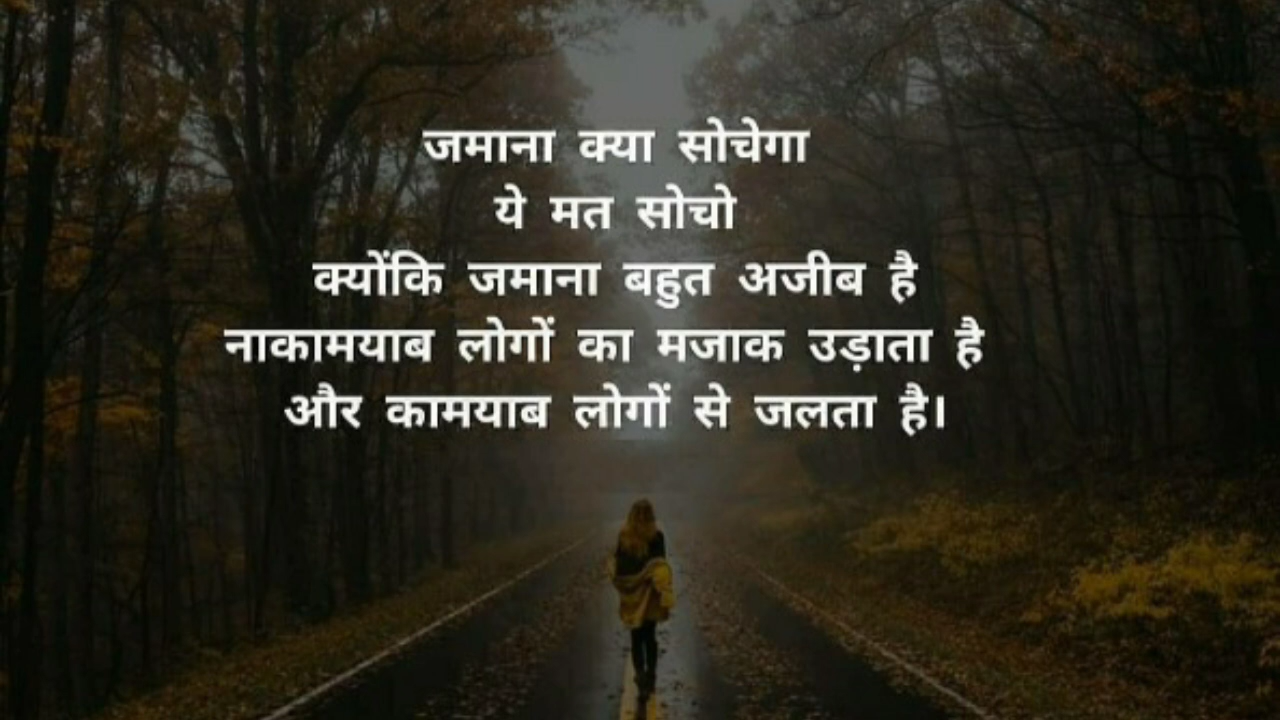 जमाना क्या सोचेगा
ये मत सोचो
क्योंकि जमाना बहुत अजीब है
नाकामयाब लोगों का मजाक उड़ाता है
और कामयाब लोगों से जलता है।